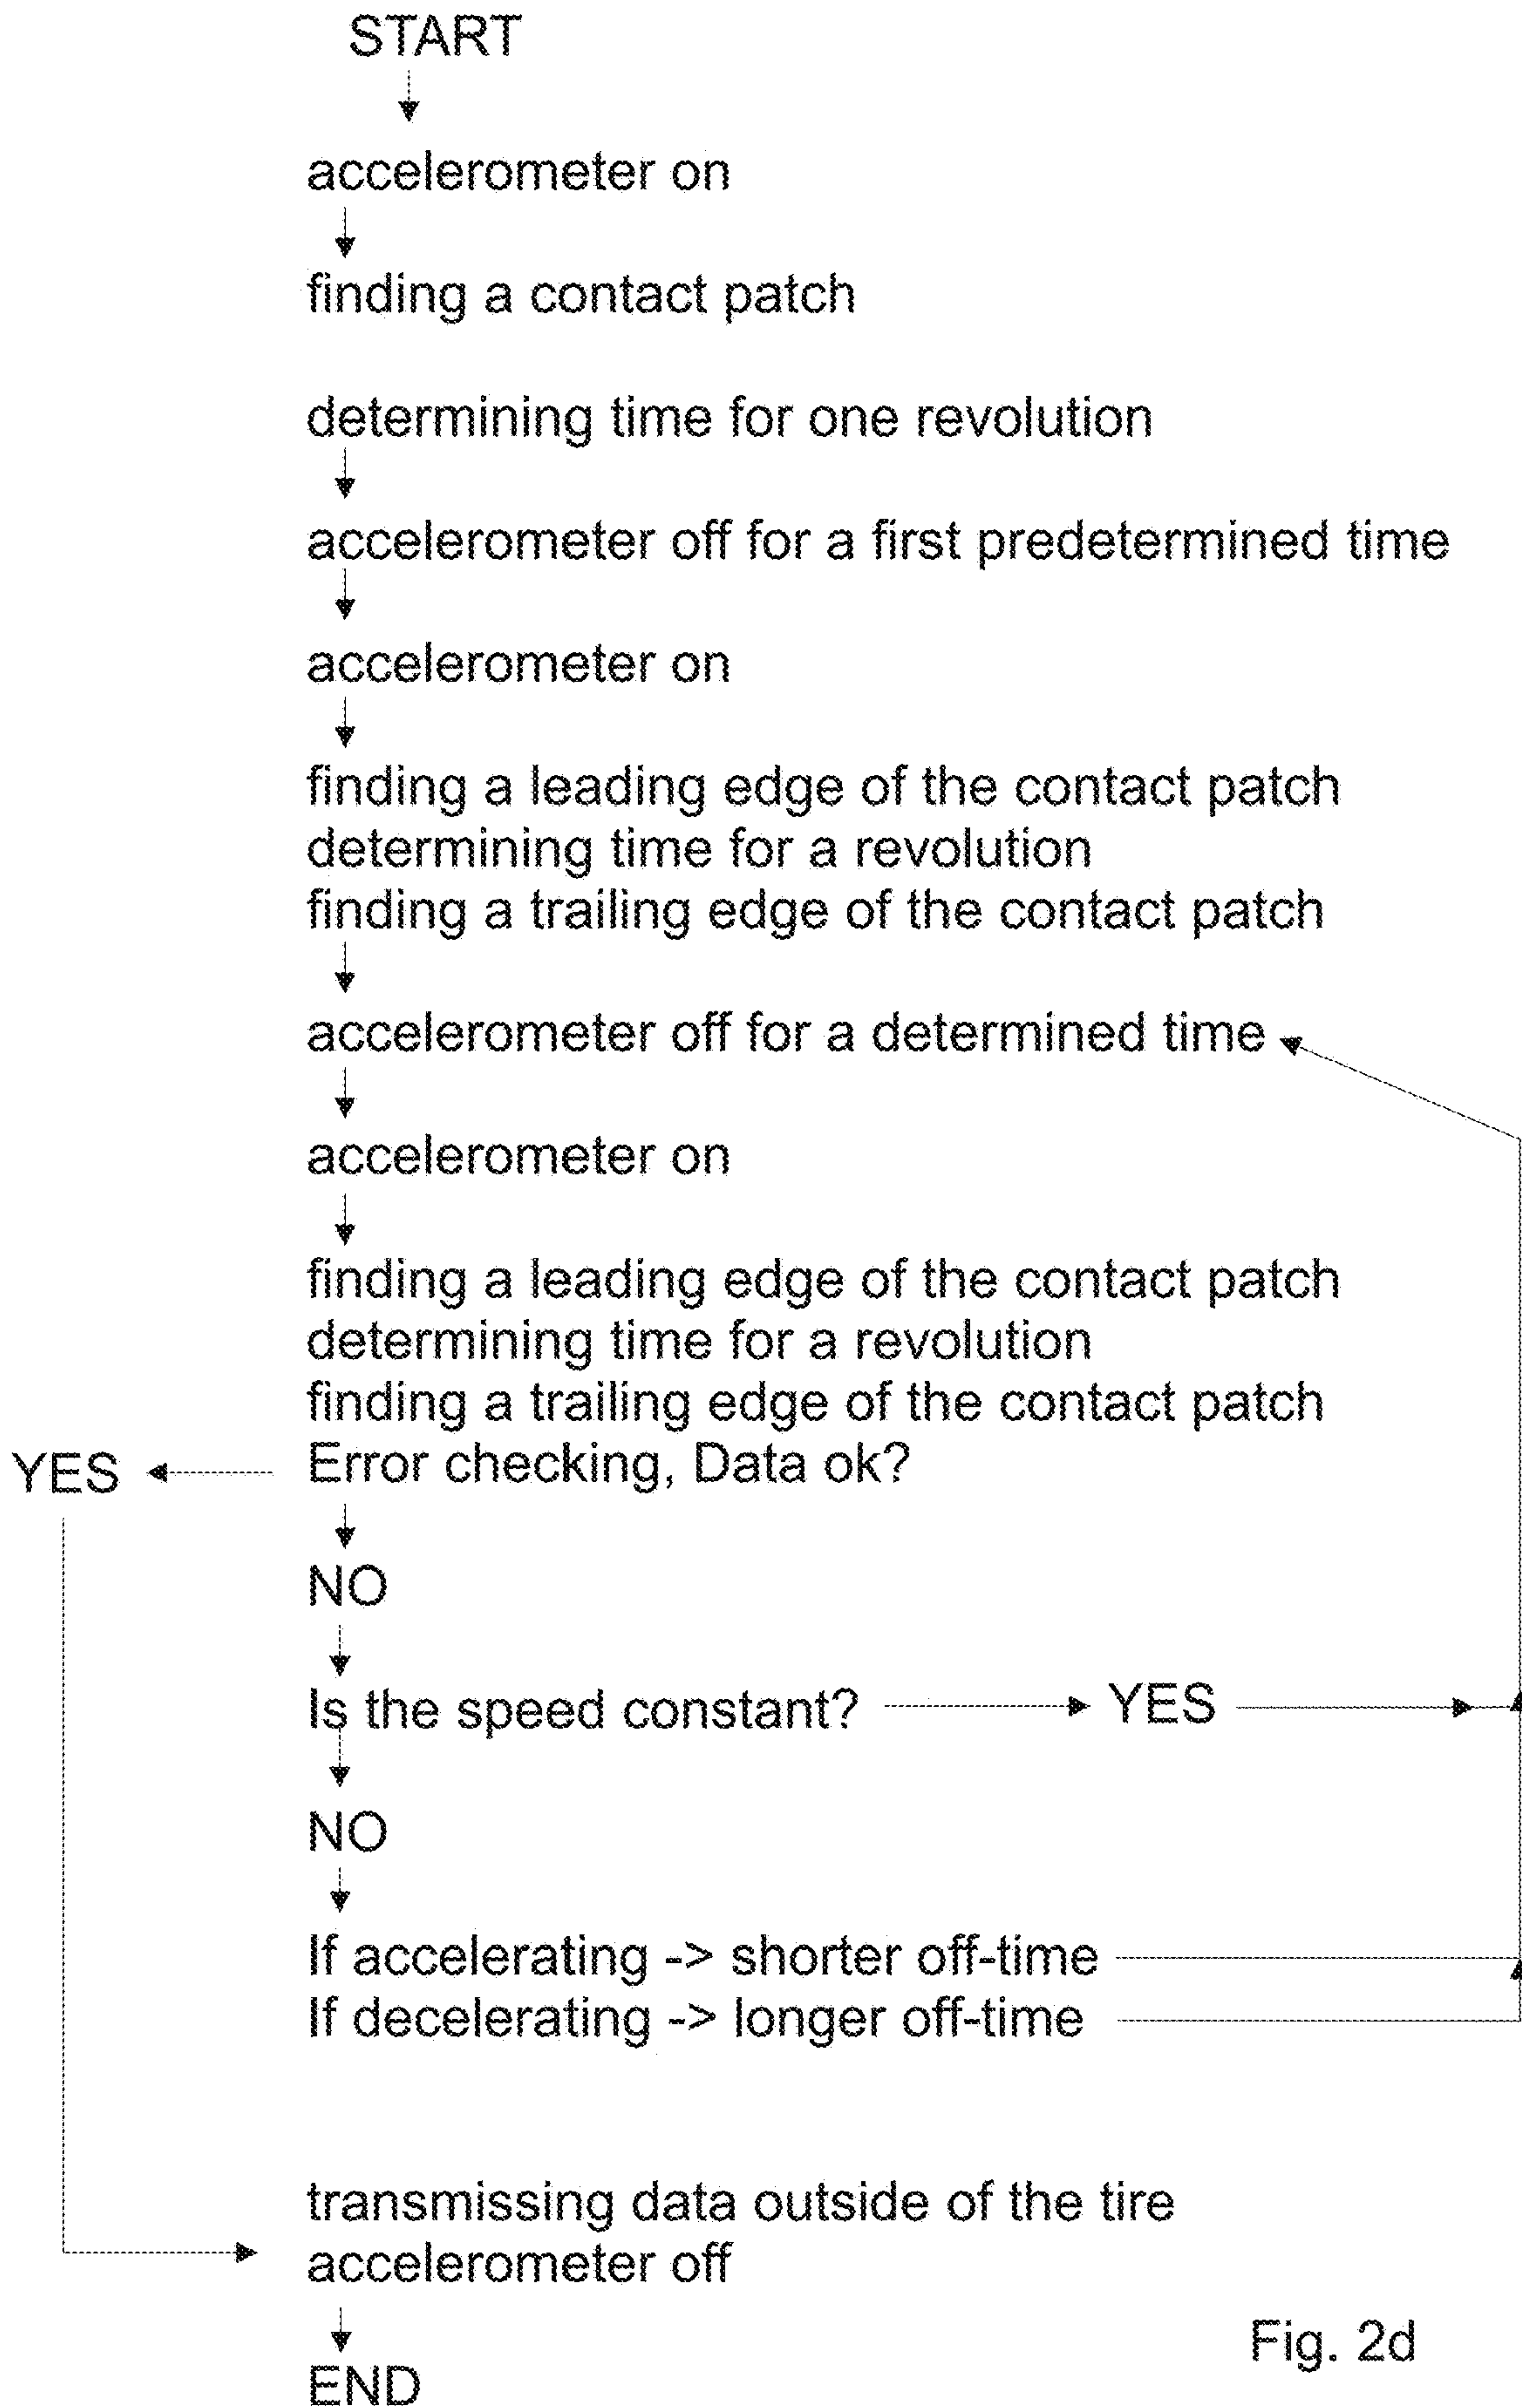 START
accelerometer on
finding a contact patch
determining time for one revolution
accelerometer off for a first predetermined time
accelerometer on
finding a leading edge of the contact patch
determining time for a revolution
finding a trailing edge of the contact patch
accelerometer off for a determined time
accelerometer on
finding a leading edge of the contact patch
determining time for a revolution
finding a trailing edge of the contact patch
YES Error checking, Data ok?
NO
Is the speed constant? YES
NO
If accelerating -> shorter off-time
If decelerating -> longer off-time
transmissing data outside of the tire
accelerometer off
END
Fig. 2d